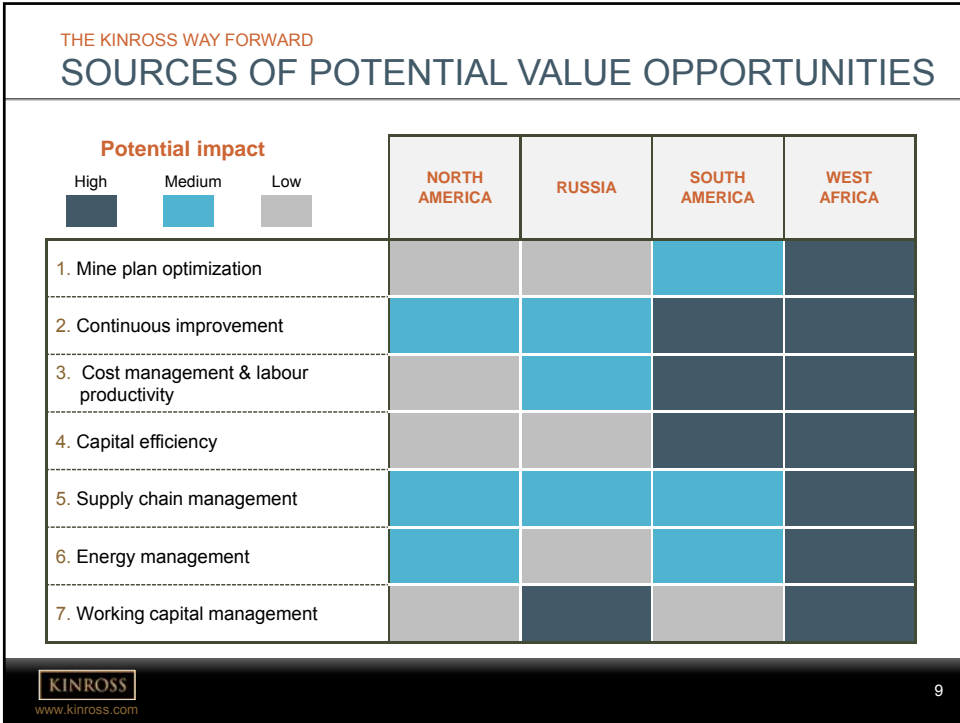 THE KINROSS WAY FORWARD
SOURCES OF POTENTIAL VALUE OPPORTUNITIES
Potential impact
High Medium Low
NORTH
AMERICA
RUSSIA
SOUTH
AMERICA
WEST
AFRICA
1. Mine plan optimization
2. Continuous improvement
3. Cost management & labour
productivity
4. Capital efficiency
5. Supply chain management
6. Energy management
7. Working capital management
KINROSS
www.kinross.com
9